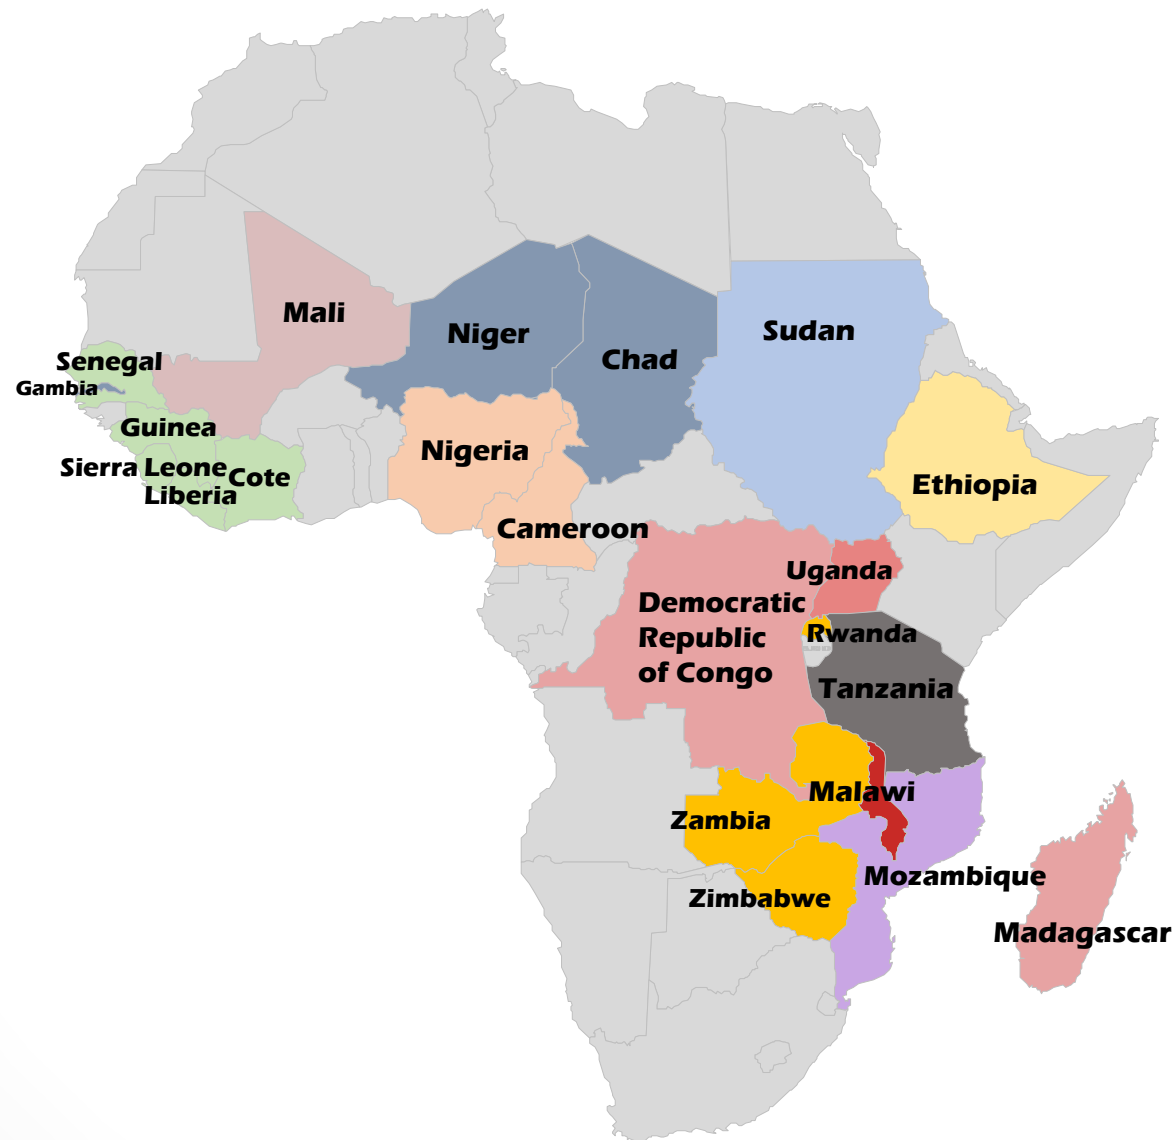 Mali
Niger
Chad
Sudan
Senegal
Gambia
Guinea
Sierra Leone
Liberia
Cote
Nigeria
Cameroon
Ethiopia
Uganda
Democratic
Republic
of Congo
Rwanda
Tanzania
Malawi
Zambia
Zimbabwe
Mozambique
Madagascar